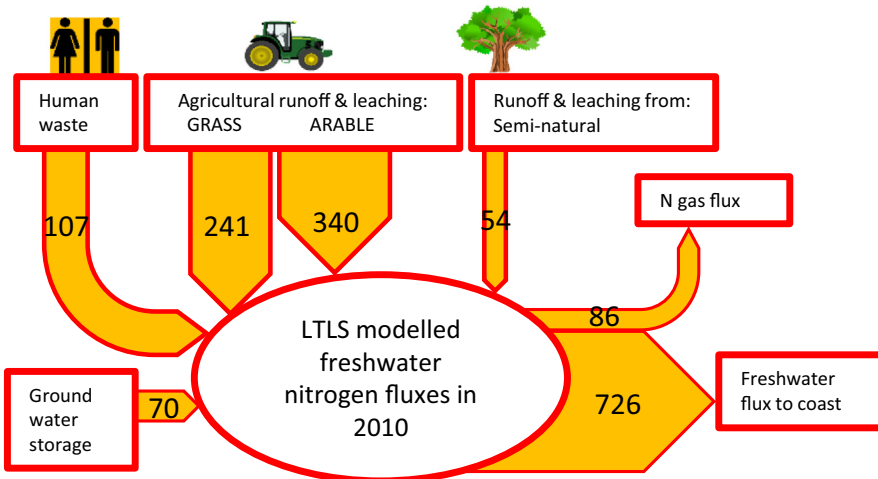 Human
waste
Agricultural runoff & leaching:
GRASS ARABLE
Runoff & leaching from:
Semi-natural
107
241
340
54
N gas flux
86
LTLS modelled
freshwater
nitrogen fluxes in
2010
Ground
water
storage
70
726
Freshwater
flux to coast